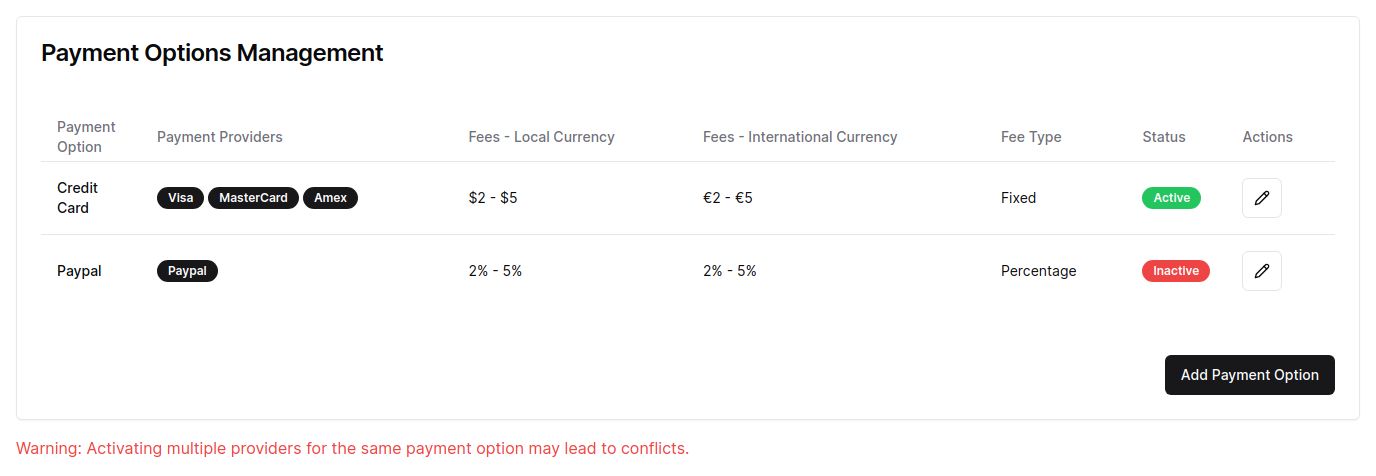 Payment Options Management
Payment
Option
Payment Providers
Fees - Local Currency
Fees - International Currency
Fee Type
Status
Actions
Credit
Card
Visa
MasterCard
Amex
$2 - $5
€2 - €5
Fixed
Active
Paypal
Paypal
2% - 5%
2% - 5%
Percentage
Inactive
Add Payment Option
Warning: Activating multiple providers for the same payment option may lead to conflicts.